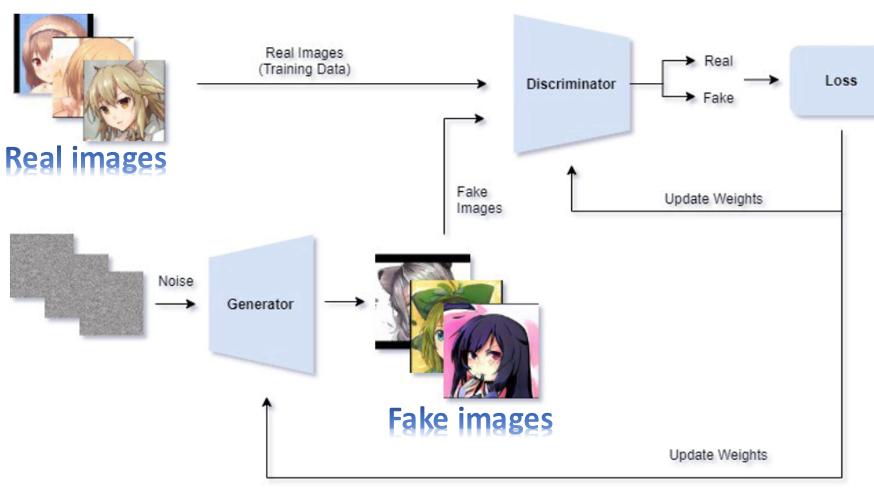 Real Images
(Training Data)
Discriminator
Real
Fake
Loss
Real images
Fake
Images
Update Weights
Noise
Generator
Fake images
Update Weights